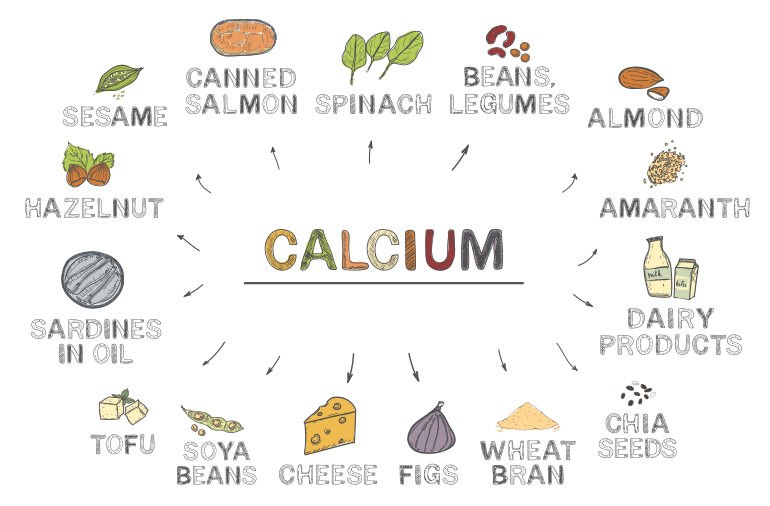 CANNED
SALMON
SPINACH
BEANS,
LEGUMES
SESAME
ALMOND
HAZELNUT
AMARANTH
CALCIUM
milk
SARDINES
IN OIL
DAIRY
PRODUCTS
TOFU
SOYA
BEANS
CHEESE
FIGS
WHEAT
BRAN
CHIA
SEEDS